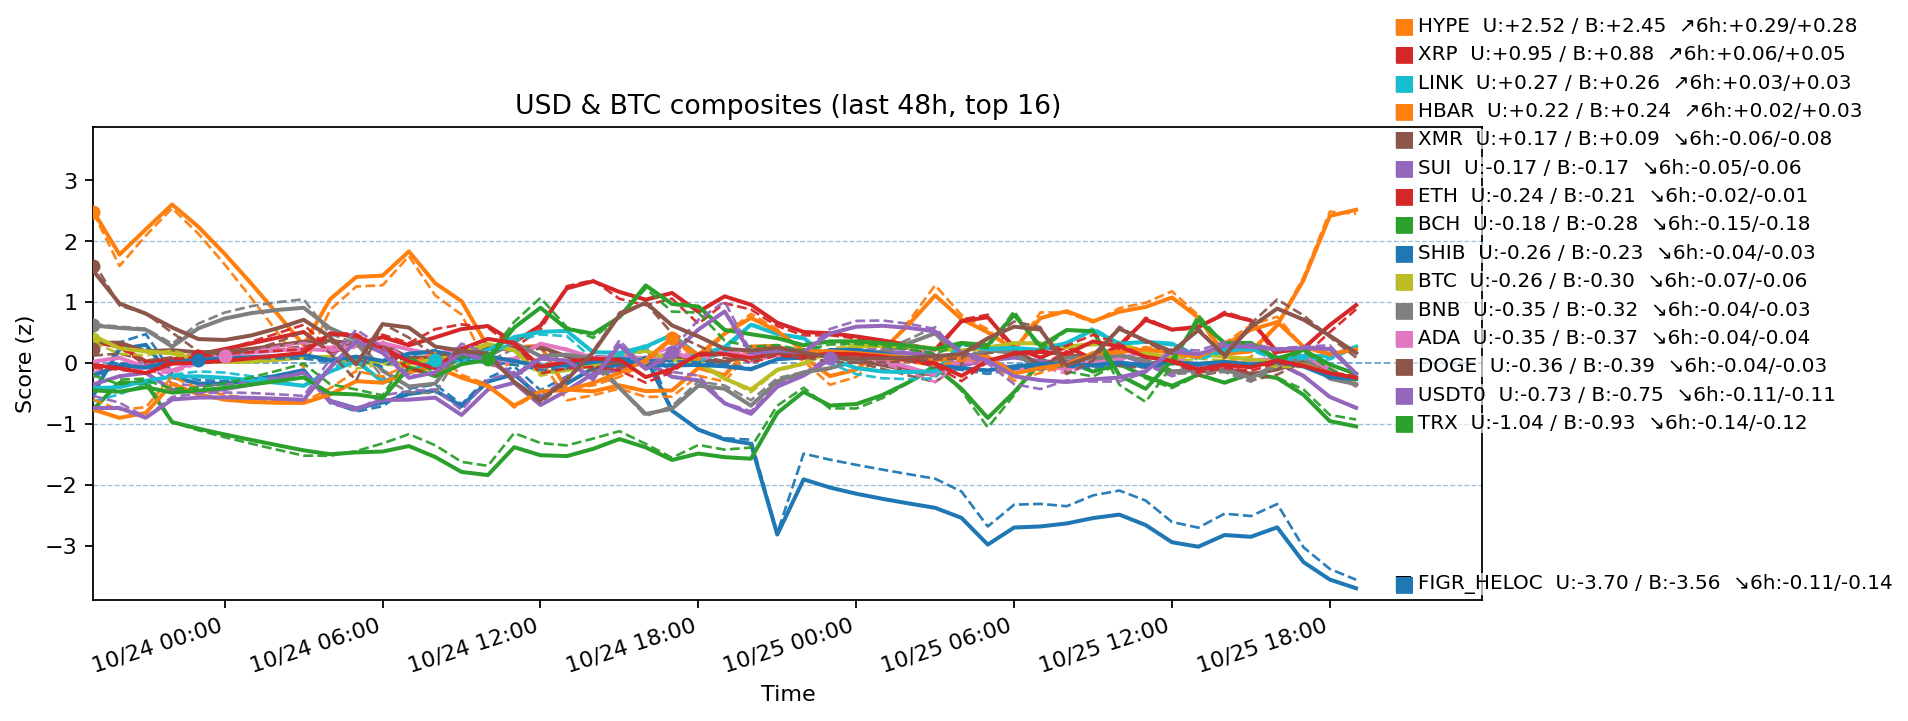 HYPE  U:+2.52 / B:+2.45  ↗6h:+0.29/+0.28
XRP  U:+0.95 / B:+0.88  ↗6h:+0.06/+0.05
LINK  U:+0.27 / B:+0.26  ↗6h:+0.03/+0.03
USD & BTC composites (last 48h, top 16)
HBAR  U:+0.22 / B:+0.24  ↗6h:+0.02/+0.03
XMR  U:+0.17 / B:+0.09  ↘6h:-0.06/-0.08
SUI  U:-0.17 / B:-0.17  ↘6h:-0.05/-0.06
ETH  U:-0.24 / B:-0.21  ↘6h:-0.02/-0.01
BCH  U:-0.18 / B:-0.28  ↘6h:-0.15/-0.18
SHIB  U:-0.26 / B:-0.23  ↘6h:-0.04/-0.03
BTC  U:-0.26 / B:-0.30  ↘6h:-0.07/-0.06
BNB  U:-0.35 / B:-0.32  ↘6h:-0.04/-0.03
ADA  U:-0.35 / B:-0.37  ↘6h:-0.04/-0.04
DOGE  U:-0.36 / B:-0.39  ↘6h:-0.04/-0.03
USDT0  U:-0.73 / B:-0.75  ↘6h:-0.11/-0.11
TRX  U:-1.04 / B:-0.93  ↘6h:-0.14/-0.12
FIGR_HELOC  U:-3.70 / B:-3.56  ↘6h:-0.11/-0.14
Score (z)
3
2
1
0
−1
−2
−3
10/24 00:00
10/24 06:00
10/24 12:00
10/24 18:00
10/25 00:00
10/25 06:00
10/25 12:00
10/25 18:00
Time